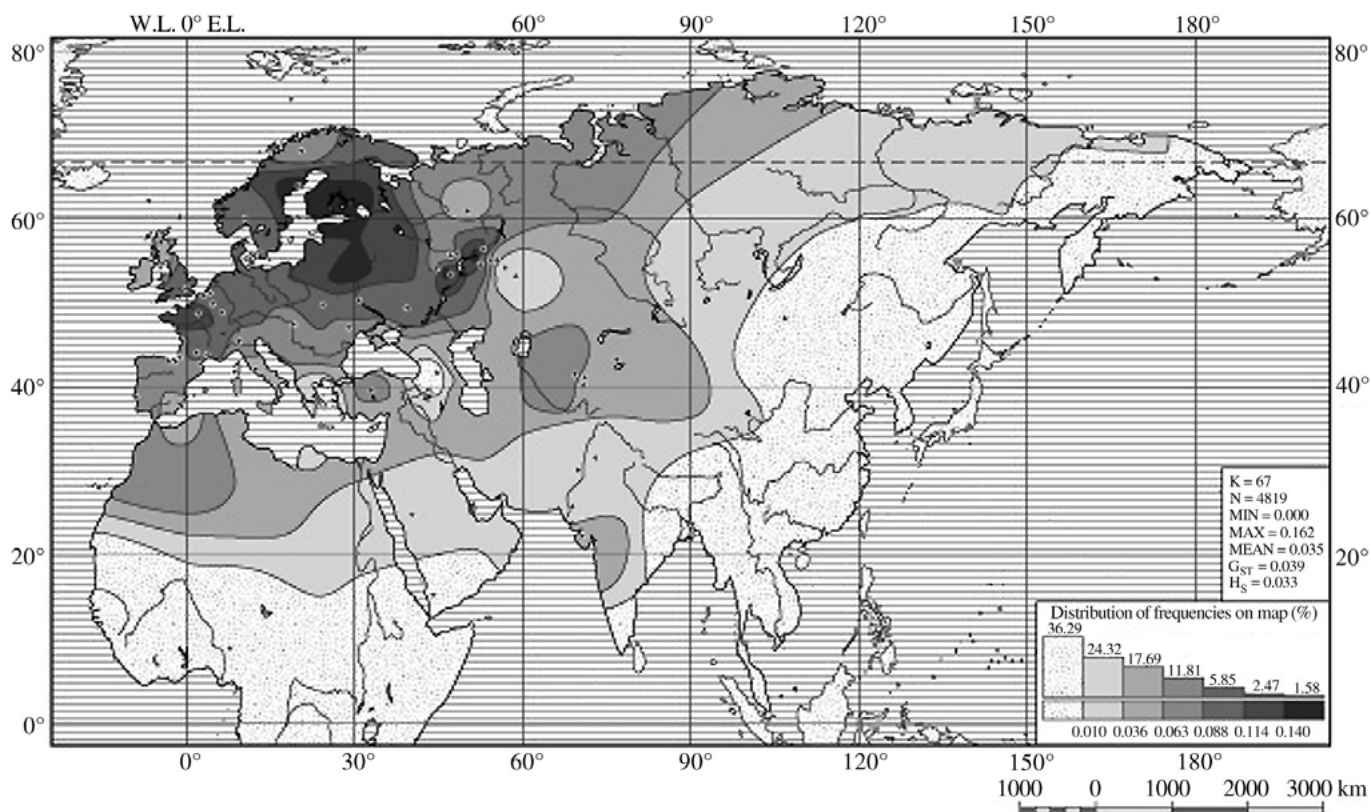 W.L. 0° E.L. 60° 90° 120° 150° 180°
80° 80°
60° 60°
40° 40°
20° 20°
0°
K = 67
N = 4819
MIN = 0.000
MAX = 0.162
MEAN = 0.035
G_ST = 0.039
H_S = 0.033
Distribution of frequencies on map (%)
36.29 24.32 17.69 11.81 5.85 2.47 1.58
0.010 0.036 0.063 0.088 0.114 0.140
0° 30° 60° 90° 120° 150° 180°
1000 0 1000 2000 3000 km